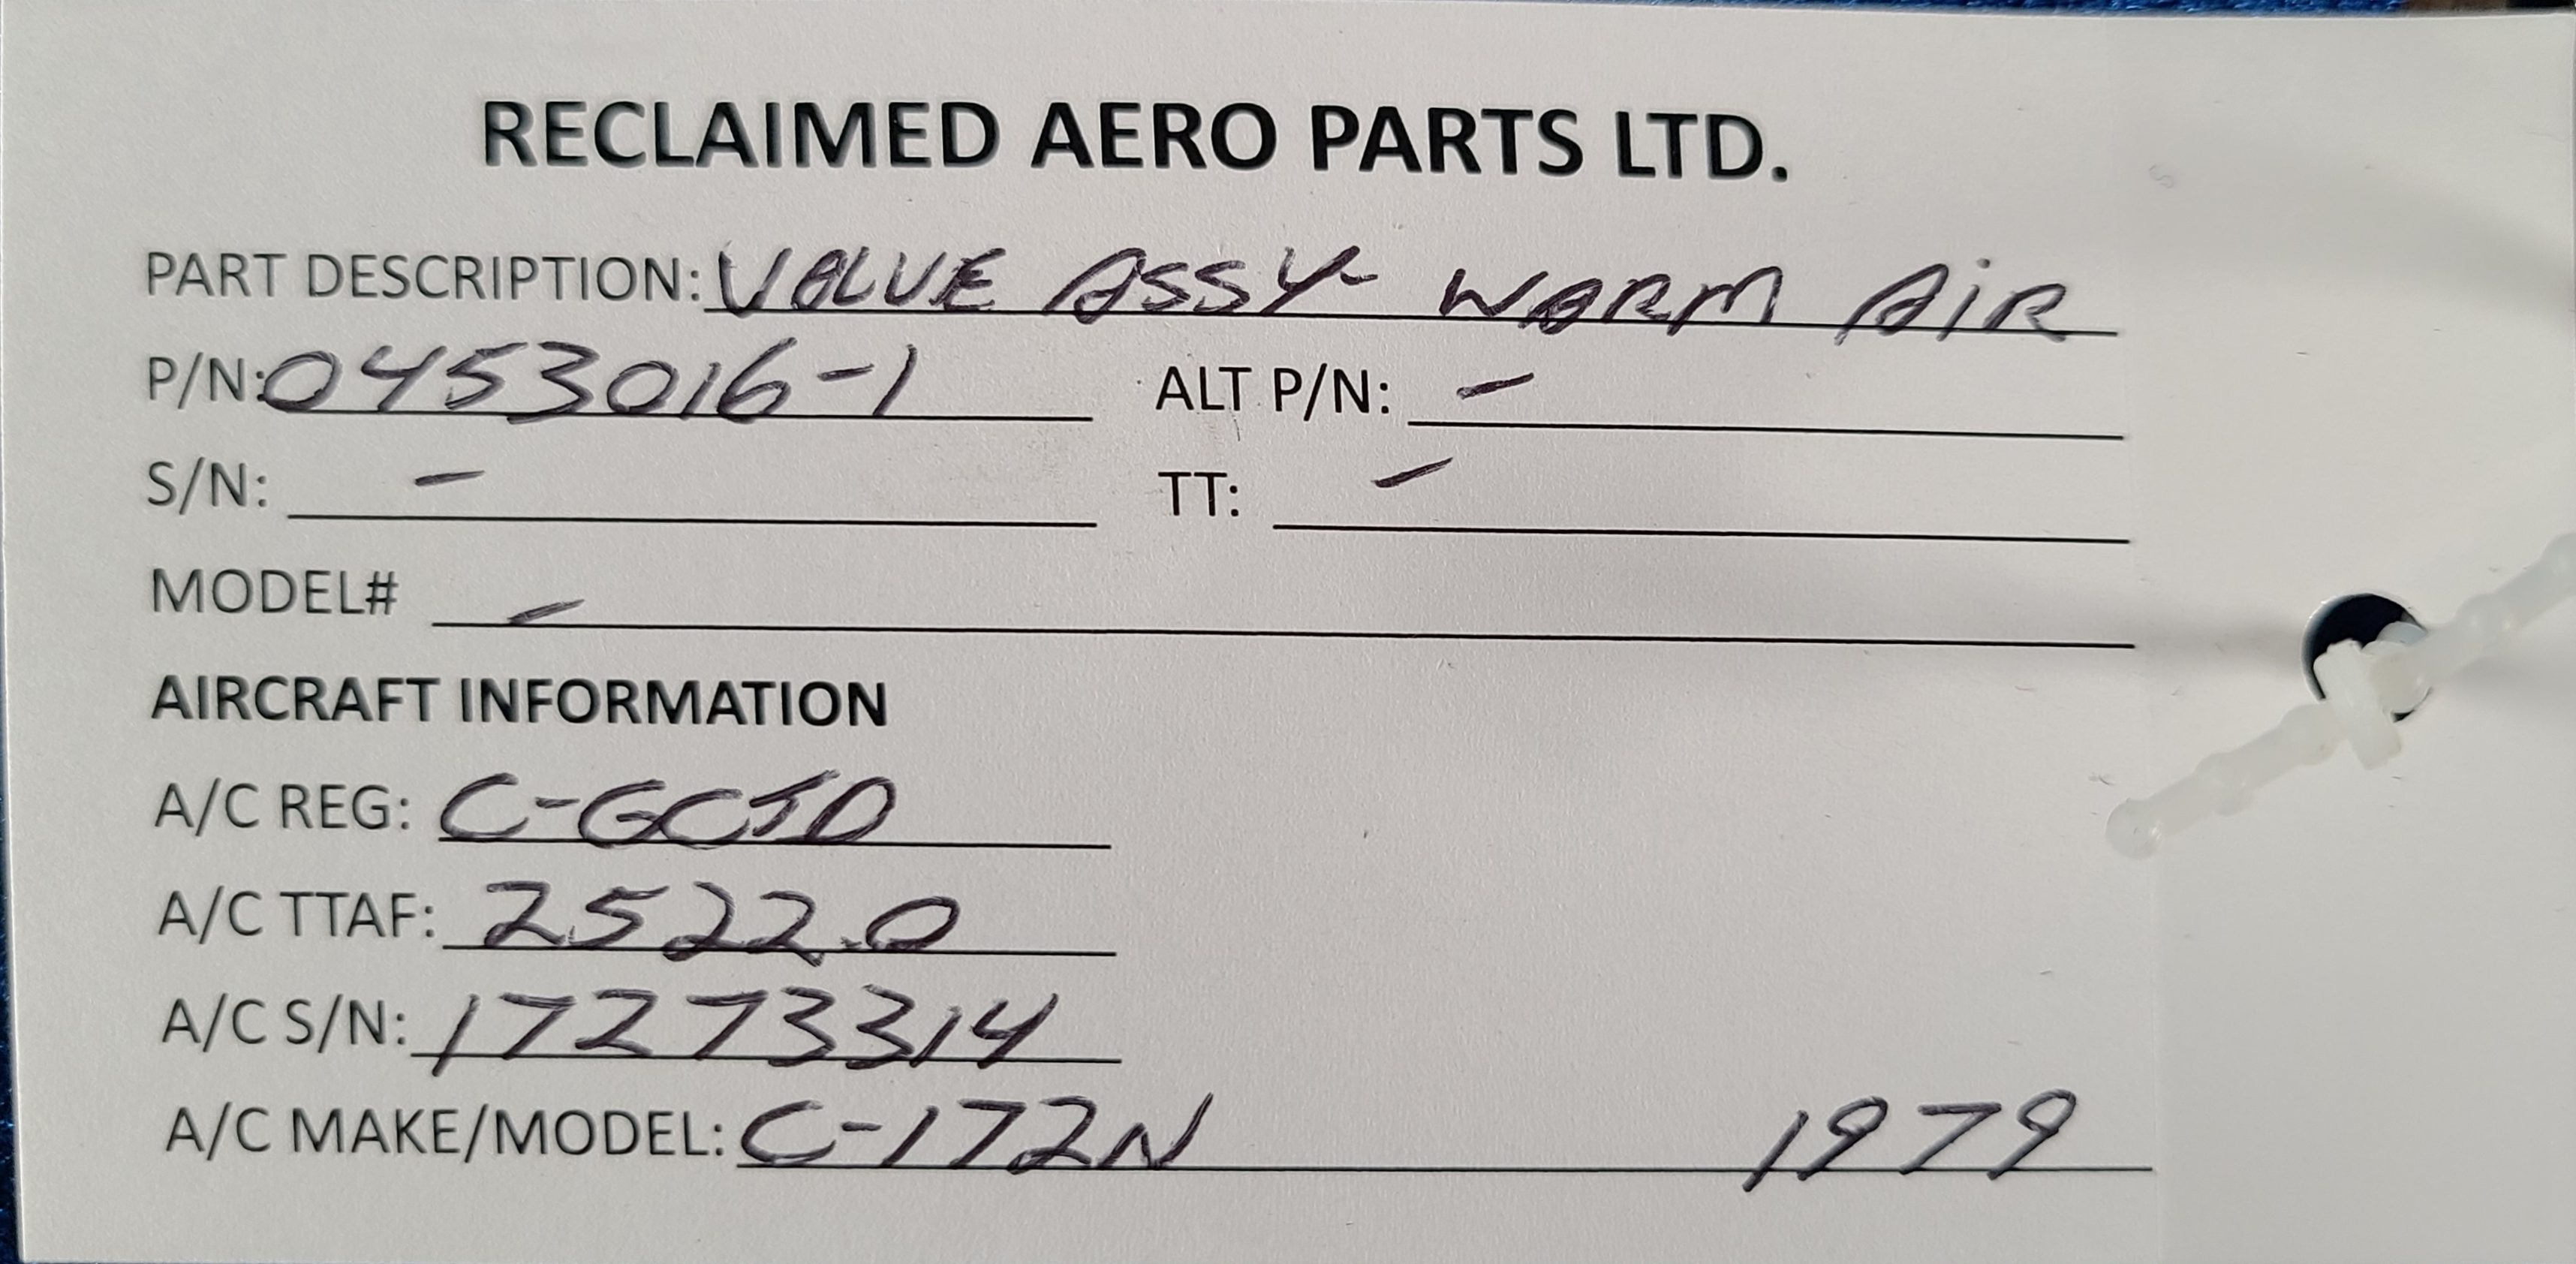 RECLAIMED AERO PARTS LTD.
PART DESCRIPTION: VALVE ASSY- WARM AiR
P/N: 0453016-1 ALT P/N: -
S/N: - TT: -
MODEL# -
AIRCRAFT INFORMATION
A/C REG: C-GCJD
A/C TTAF: 2522.0
A/C S/N: 17273314
A/C MAKE/MODEL: C-172N 1979